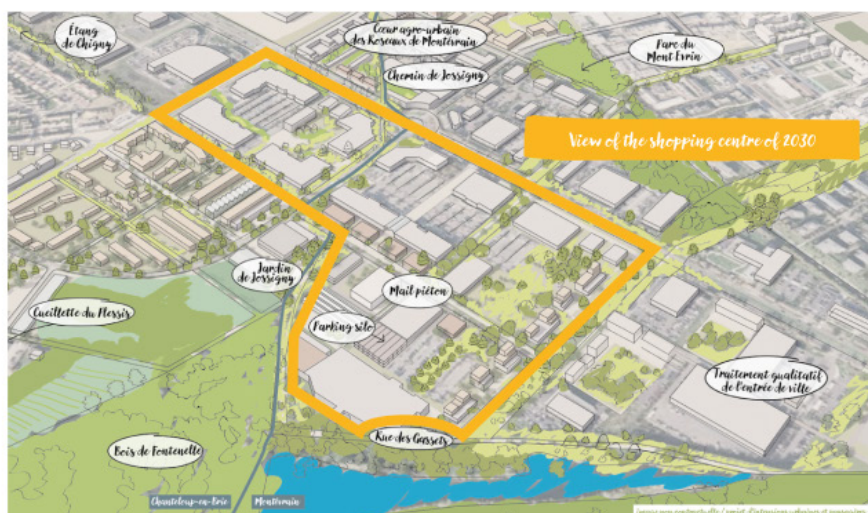 Étang
de Chigny
Cœur agro-urbain
des Roseaux de Montévrain
Chemin de Jossigny
Parc du
Mont Evrin
View of the shopping centre of 2030
Jardin
de Jossigny
Cueillette du Plessis
Mail piéton
Parking silo
Traitement qualitatif
de l'entrée de ville
Rue des Gassets
Bois de Fontenelle
Chanteloup-en-Brie
Montévrain